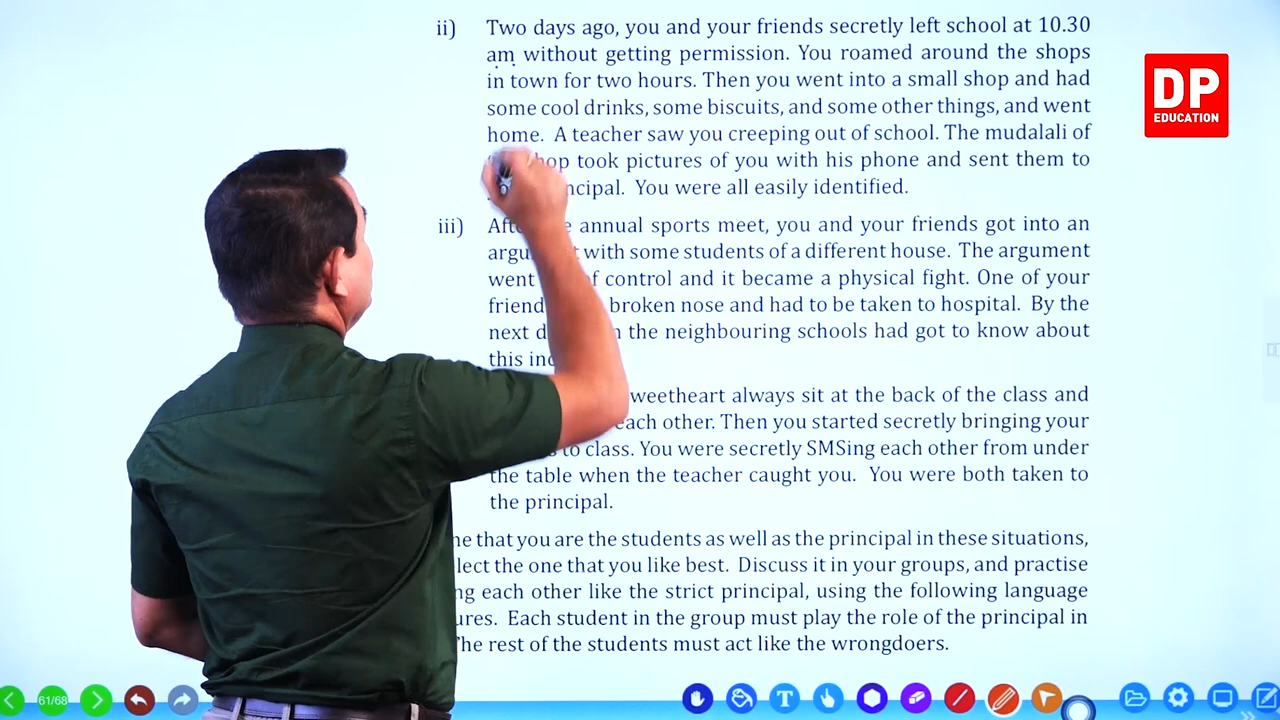 ii) Two days ago, you and your friends secretly left school at 10.30
am without getting permission. You roamed around the shops
in town for two hours. Then you went into a small shop and had
some cool drinks, some biscuits, and some other things, and went
home. A teacher saw you creeping out of school. The mudalali of
took pictures of you with his phone and sent them to
You were all easily identified.
iii) annual sports meet, you and your friends got into an
with some students of a different house. The argument
went control and it became a physical fight. One of your
broken nose and had to be taken to hospital. By the
next the neighbouring schools had got to know about
this
always sit at the back of the class and
each other. Then you started secretly bringing your
to class. You were secretly SMSing each other from under
the table when the teacher caught you. You were both taken to
the principal.
that you are the students as well as the principal in these situations,
the one that you like best. Discuss it in your groups, and practise
each other like the strict principal, using the following language
Each student in the group must play the role of the principal in
The rest of the students must act like the wrongdoers.
DP
EDUCATION
61/68
T